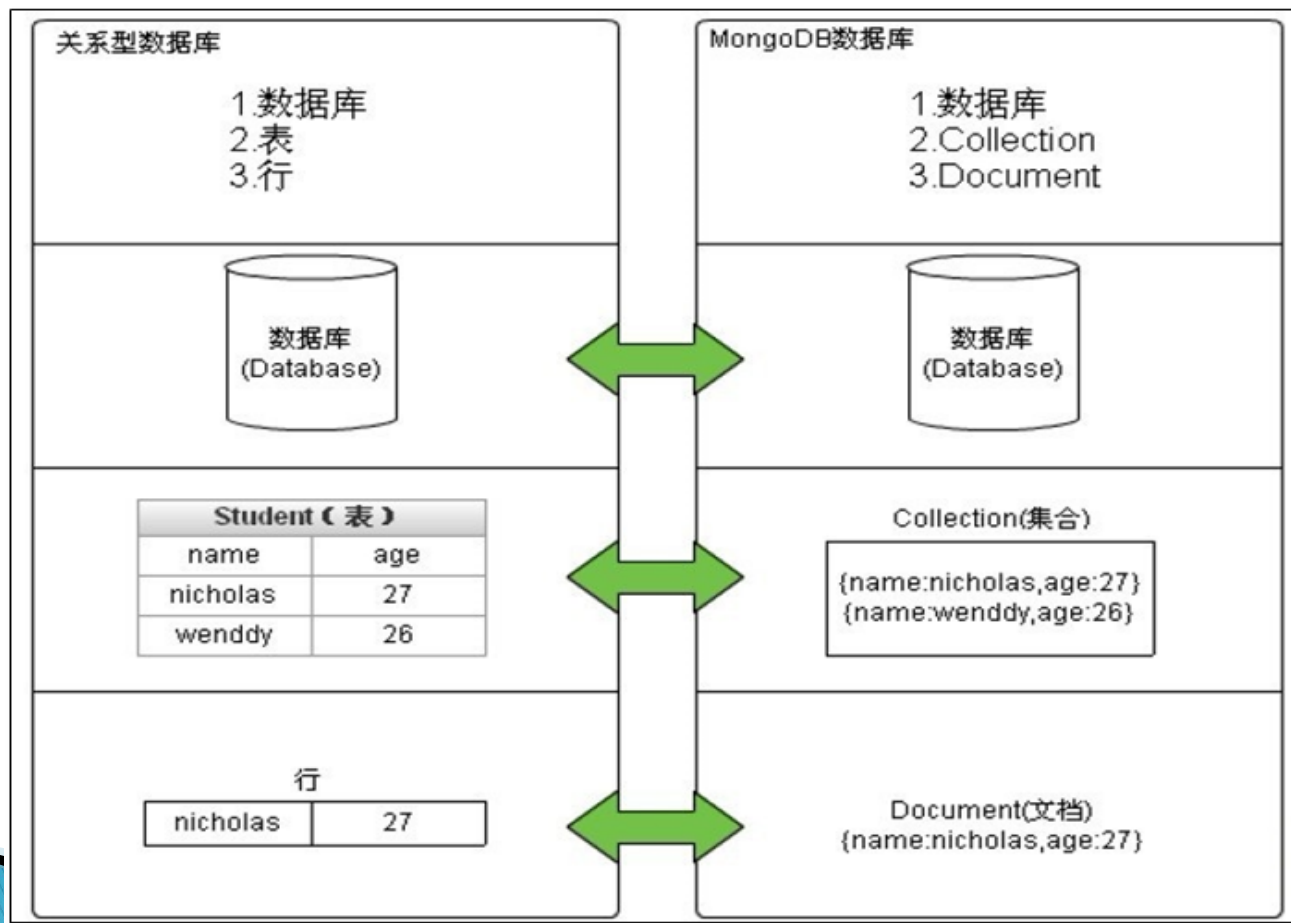 关系型数据库
1.数据库
2.表
3.行
MongoDB数据库
1.数据库
2.Collection
3.Document
数据库
(Database)
数据库
(Database)
Student（表）
name age
nicholas 27
wenddy 26
Collection(集合)
{name:nicholas,age:27}
{name:wenddy,age:26}
行
nicholas 27
Document(文档)
{name:nicholas,age:27}